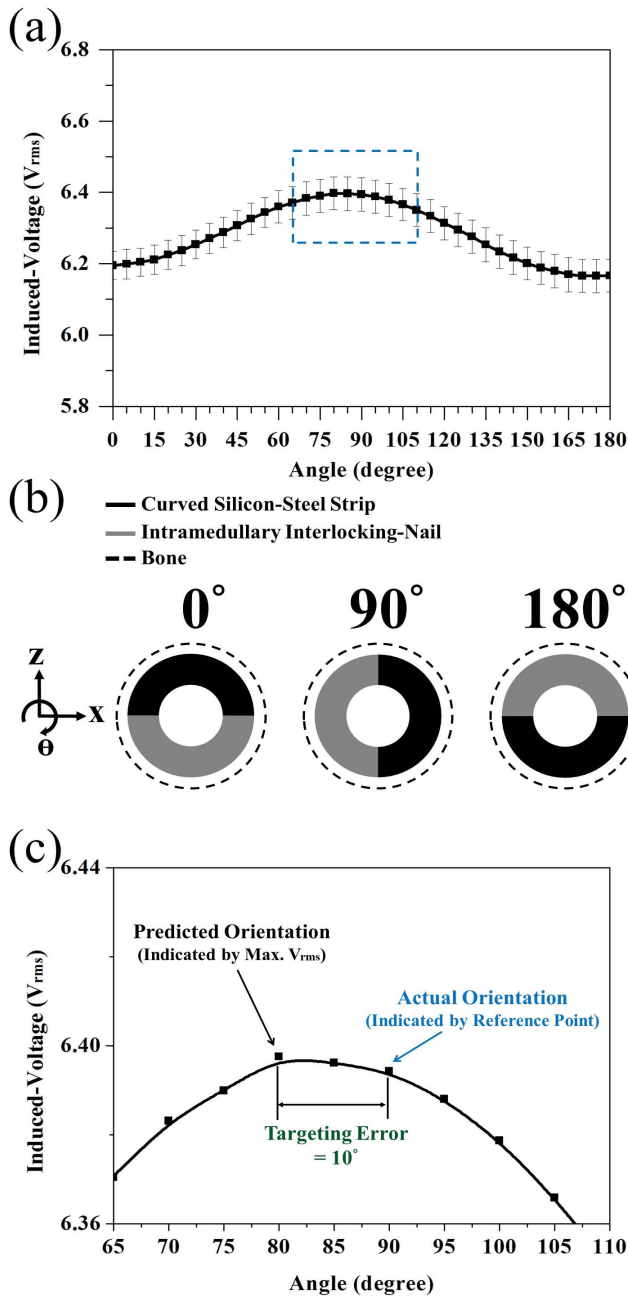 (a)
6.8
6.6
6.4
6.2
6.0
5.8
Induced-Voltage (Vrms)
0 15 30 45 60 75 90 105 120 135 150 165 180
Angle (degree)
(b)
Curved Silicon-Steel Strip
Intramedullary Interlocking-Nail
Bone
0° 90° 180°
Z
X
θ
(c)
6.44
6.40
6.36
Induced-Voltage (Vrms)
Predicted Orientation
(Indicated by Max. Vrms)
Actual Orientation
(Indicated by Reference Point)
Targeting Error
= 10°
65 70 75 80 85 90 95 100 105 110
Angle (degree)